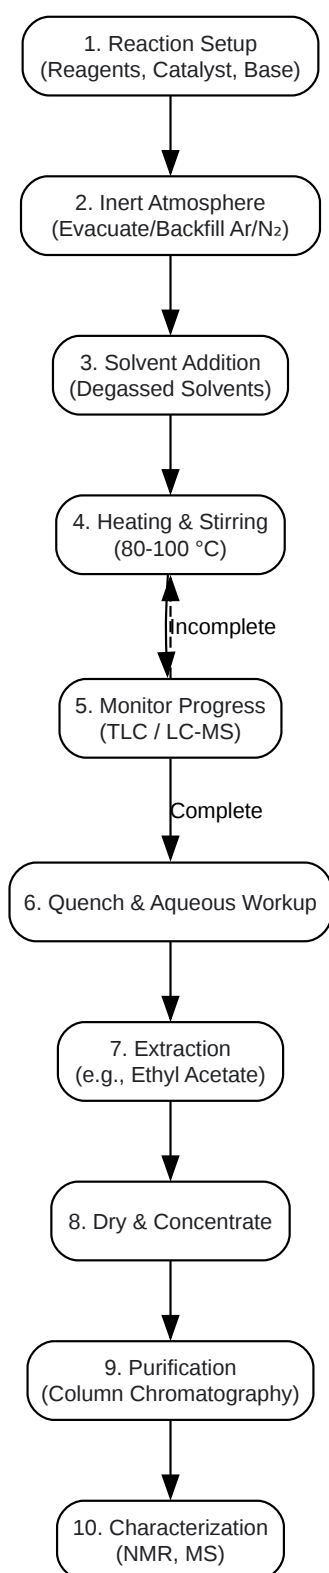 1. Reaction Setup
(Reagents, Catalyst, Base)
2. Inert Atmosphere
(Evacuate/Backfill Ar/N₂)
3. Solvent Addition
(Degassed Solvents)
4. Heating & Stirring
(80-100 °C)
Incomplete
5. Monitor Progress
(TLC / LC-MS)
Complete
6. Quench & Aqueous Workup
7. Extraction
(e.g., Ethyl Acetate)
8. Dry & Concentrate
9. Purification
(Column Chromatography)
10. Characterization
(NMR, MS)